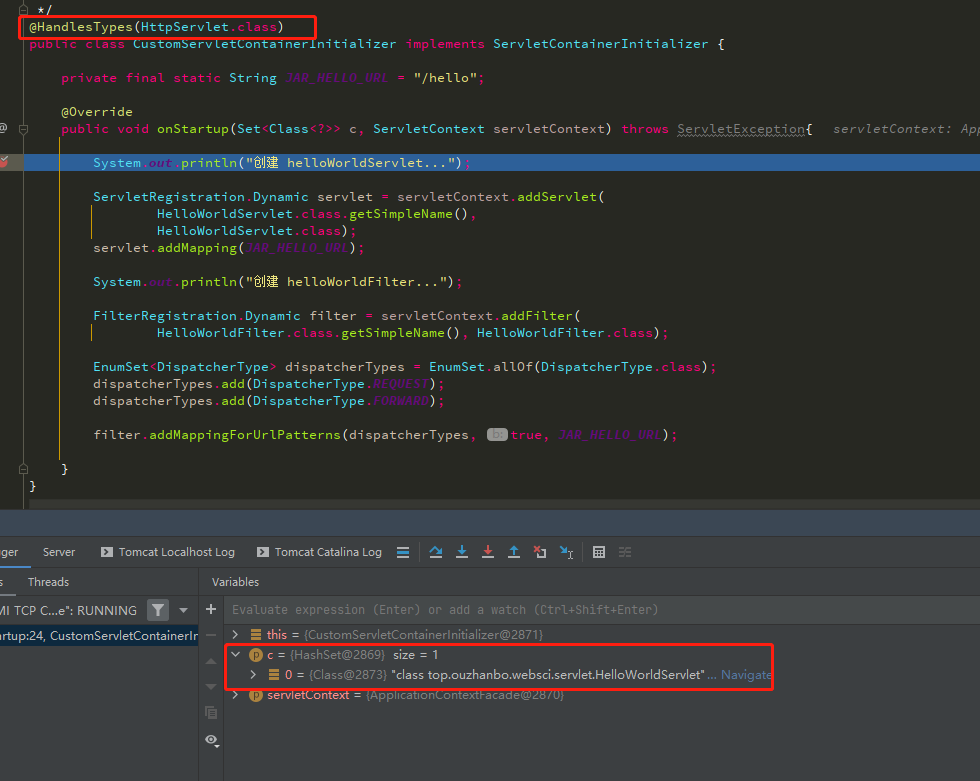 */
@HandlesTypes(HttpServlet.class)
public class CustomServletContainerInitializer implements ServletContainerInitializer {
private final static String JAR_HELLO_URL = "/hello";
@Override
public void onStartup(Set<Class<?>> c, ServletContext servletContext) throws ServletException{ servletContext: App
System.out.println("创建 helloWorldServlet...");
ServletRegistration.Dynamic servlet = servletContext.addServlet(
HelloWorldServlet.class.getSimpleName(),
HelloWorldServlet.class);
servlet.addMapping(JAR_HELLO_URL);
System.out.println("创建 helloWorldFilter...");
FilterRegistration.Dynamic filter = servletContext.addFilter(
HelloWorldFilter.class.getSimpleName(), HelloWorldFilter.class);
EnumSet<DispatcherType> dispatcherTypes = EnumSet.allOf(DispatcherType.class);
dispatcherTypes.add(DispatcherType.REQUEST);
dispatcherTypes.add(DispatcherType.FORWARD);
filter.addMappingForUrlPatterns(dispatcherTypes, b: true, JAR_HELLO_URL);
}
}
ger Server Tomcat Localhost Log Tomcat Catalina Log
s Threads Variables
MI TCP C...e": RUNNING Evaluate expression (Enter) or add a watch (Ctrl+Shift+Enter)
artup:24, CustomServletContainerIn this = {CustomServletContainerInitializer@2871}
c = {HashSet@2869} size = 1
0 = {Class@2873} "class top.ouzhanbo.websci.servlet.HelloWorldServlet" ... Navigate
servletContext = {ApplicationContextFacade@2870}